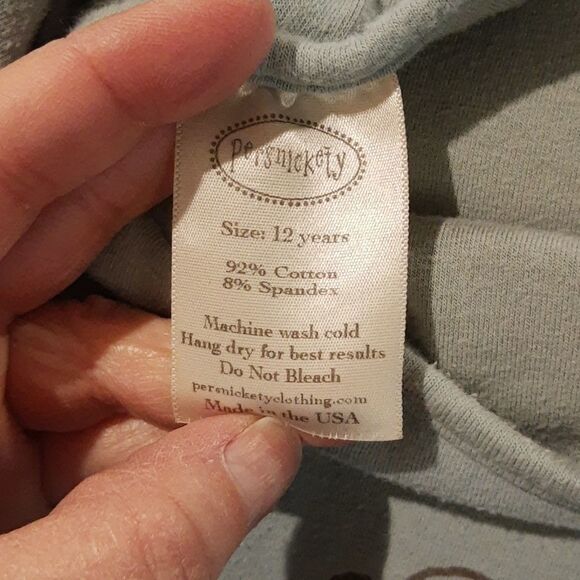 persnickety
Size: 12 years
92% Cotton
8% Spandex
Machine wash cold
Hang dry for best results
Do Not Bleach
persnicketyclothing.com
Made in the USA